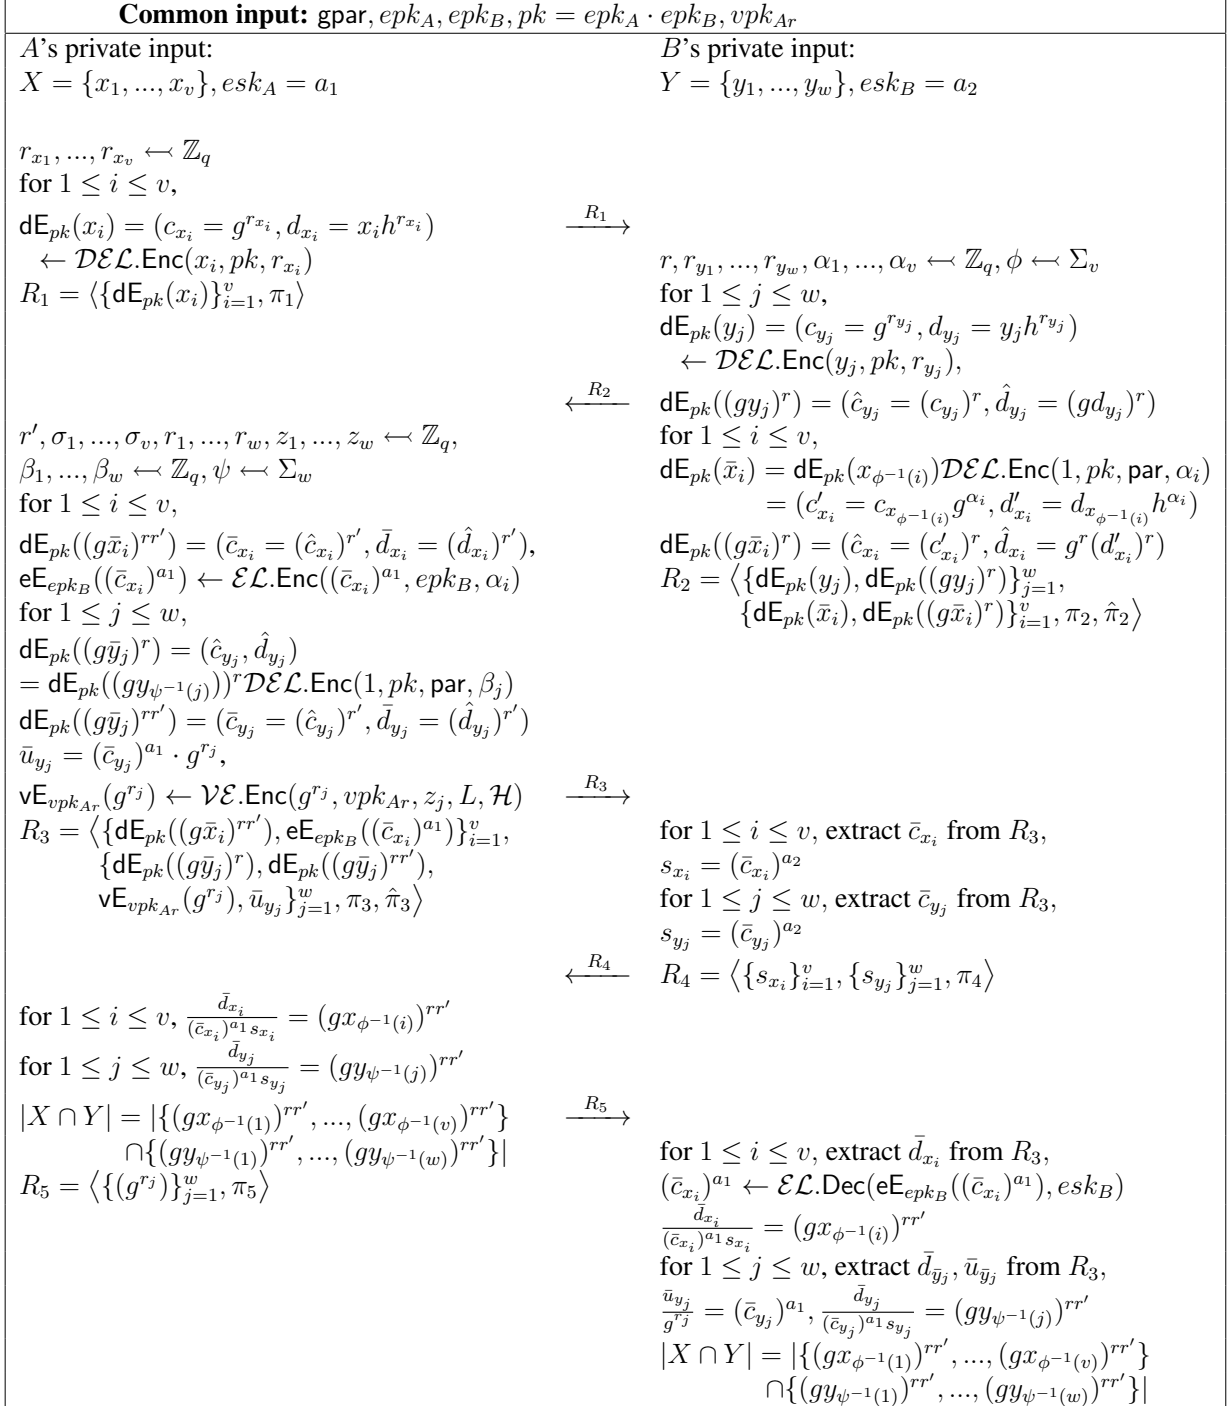 Common input: gpar, epk_A, epk_B, pk = epk_A · epk_B, vpk_{Ar}
A's private input:
X = {x_1, ..., x_v}, esk_A = a_1
r_{x_1}, ..., r_{x_v} ↢ ℤ_q
for 1 ≤ i ≤ v,
dE_{pk}(x_i) = (c_{x_i} = g^{r_{x_i}}, d_{x_i} = x_i h^{r_{x_i}})
← 𝒟ℰℒ.Enc(x_i, pk, r_{x_i})
R_1 = ⟨{dE_{pk}(x_i)}_{i=1}^v, π_1⟩
R_1 →
B's private input:
Y = {y_1, ..., y_w}, esk_B = a_2
r, r_{y_1}, ..., r_{y_w}, α_1, ..., α_v ↢ ℤ_q, ϕ ↢ Σ_v
for 1 ≤ j ≤ w,
dE_{pk}(y_j) = (c_{y_j} = g^{r_{y_j}}, d_{y_j} = y_j h^{r_{y_j}})
← 𝒟ℰℒ.Enc(y_j, pk, r_{y_j}),
dE_{pk}((gy_j)^r) = (ĉ_{y_j} = (c_{y_j})^r, d̂_{y_j} = (gd_{y_j})^r)
for 1 ≤ i ≤ v,
dE_{pk}(x̄_i) = dE_{pk}(x_{ϕ^{-1}(i)})𝒟ℰℒ.Enc(1, pk, par, α_i)
= (c'_{x_i} = c_{x_{ϕ^{-1}(i)}} g^{α_i}, d'_{x_i} = d_{x_{ϕ^{-1}(i)}} h^{α_i})
dE_{pk}((gx̄_i)^r) = (ĉ_{x_i} = (c'_{x_i})^r, d̂_{x_i} = g^r(d'_{x_i})^r)
R_2 = ⟨{dE_{pk}(y_j), dE_{pk}((gy_j)^r)}_{j=1}^w,
{dE_{pk}(x̄_i), dE_{pk}((gx̄_i)^r)}_{i=1}^v, π_2, π̂_2⟩
R_2 ←
r', σ_1, ..., σ_v, r_1, ..., r_w, z_1, ..., z_w ↢ ℤ_q,
β_1, ..., β_w ↢ ℤ_q, ψ ↢ Σ_w
for 1 ≤ i ≤ v,
dE_{pk}((gx̄_i)^{rr'}) = (c̄_{x_i} = (ĉ_{x_i})^{r'}, d̄_{x_i} = (d̂_{x_i})^{r'}),
eE_{epk_B}((c̄_{x_i})^{a_1}) ← ℰℒ.Enc((c̄_{x_i})^{a_1}, epk_B, α_i)
for 1 ≤ j ≤ w,
dE_{pk}((gȳ_j)^r) = (ĉ_{y_j}, d̂_{y_j})
= dE_{pk}((gy_{ψ^{-1}(j)}))^r 𝒟ℰℒ.Enc(1, pk, par, β_j)
dE_{pk}((gȳ_j)^{rr'}) = (c̄_{y_j} = (ĉ_{y_j})^{r'}, d̄_{y_j} = (d̂_{y_j})^{r'})
ū_{y_j} = (c̄_{y_j})^{a_1} · g^{r_j},
vE_{vpk_{Ar}}(g^{r_j}) ← 𝒱ℰ.Enc(g^{r_j}, vpk_{Ar}, z_j, L, ℋ)
R_3 = ⟨{dE_{pk}((gx̄_i)^{rr'}), eE_{epk_B}((c̄_{x_i})^{a_1})}_{i=1}^v,
{dE_{pk}((gȳ_j)^r), dE_{pk}((gȳ_j)^{rr'}),
vE_{vpk_{Ar}}(g^{r_j}), ū_{y_j}}_{j=1}^w, π_3, π̂_3⟩
R_3 →
for 1 ≤ i ≤ v, extract c̄_{x_i} from R_3,
s_{x_i} = (c̄_{x_i})^{a_2}
for 1 ≤ j ≤ w, extract c̄_{y_j} from R_3,
s_{y_j} = (c̄_{y_j})^{a_2}
R_4 = ⟨{s_{x_i}}_{i=1}^v, {s_{y_j}}_{j=1}^w, π_4⟩
R_4 ←
for 1 ≤ i ≤ v, d̄_{x_i} / ((c̄_{x_i})^{a_1} s_{x_i}) = (gx_{ϕ^{-1}(i)})^{rr'}
for 1 ≤ j ≤ w, d̄_{y_j} / ((c̄_{y_j})^{a_1} s_{y_j}) = (gy_{ψ^{-1}(j)})^{rr'}
|X ∩ Y| = |{(gx_{ϕ^{-1}(1)})^{rr'}, ..., (gx_{ϕ^{-1}(v)})^{rr'}}
∩{(gy_{ψ^{-1}(1)})^{rr'}, ..., (gy_{ψ^{-1}(w)})^{rr'}}|
R_5 = ⟨{(g^{r_j})}_{j=1}^w, π_5⟩
R_5 →
for 1 ≤ i ≤ v, extract d̄_{x_i} from R_3,
(c̄_{x_i})^{a_1} ← ℰℒ.Dec(eE_{epk_B}((c̄_{x_i})^{a_1}), esk_B)
d̄_{x_i} / ((c̄_{x_i})^{a_1} s_{x_i}) = (gx_{ϕ^{-1}(i)})^{rr'}
for 1 ≤ j ≤ w, extract d̄_{ȳ_j}, ū_{ȳ_j} from R_3,
ū_{y_j} / g^{r_j} = (c̄_{y_j})^{a_1}, d̄_{y_j} / ((c̄_{y_j})^{a_1} s_{y_j}) = (gy_{ψ^{-1}(j)})^{rr'}
|X ∩ Y| = |{(gx_{ϕ^{-1}(1)})^{rr'}, ..., (gx_{ϕ^{-1}(v)})^{rr'}}
∩{(gy_{ψ^{-1}(1)})^{rr'}, ..., (gy_{ψ^{-1}(w)})^{rr'}}|